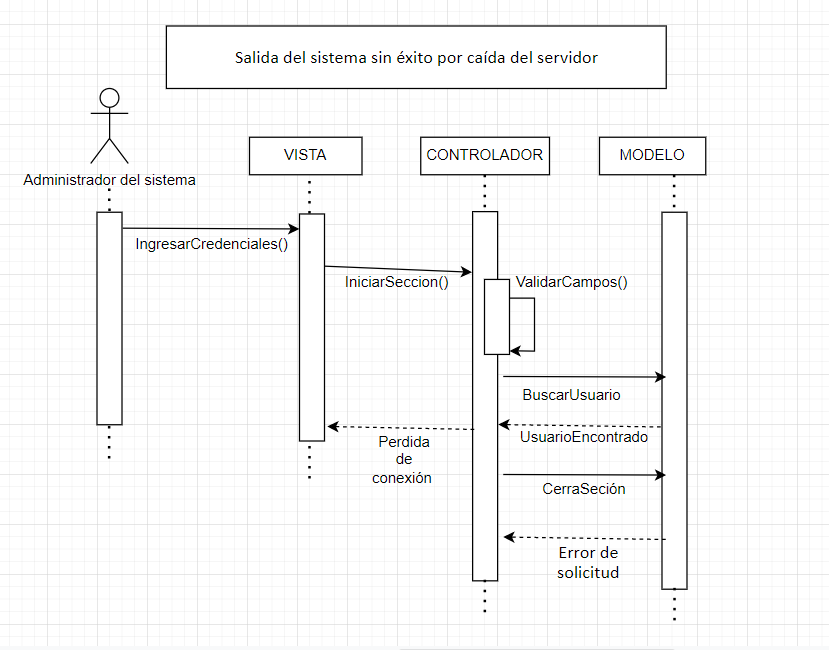 Salida del sistema sin éxito por caída del servidor
VISTA
CONTROLADOR
MODELO
Administrador del sistema
IngresarCredenciales()
IniciarSeccion()
ValidarCampos()
BuscarUsuario
UsuarioEncontrado
Perdida
de
conexión
CerraSeción
Error de
solicitud